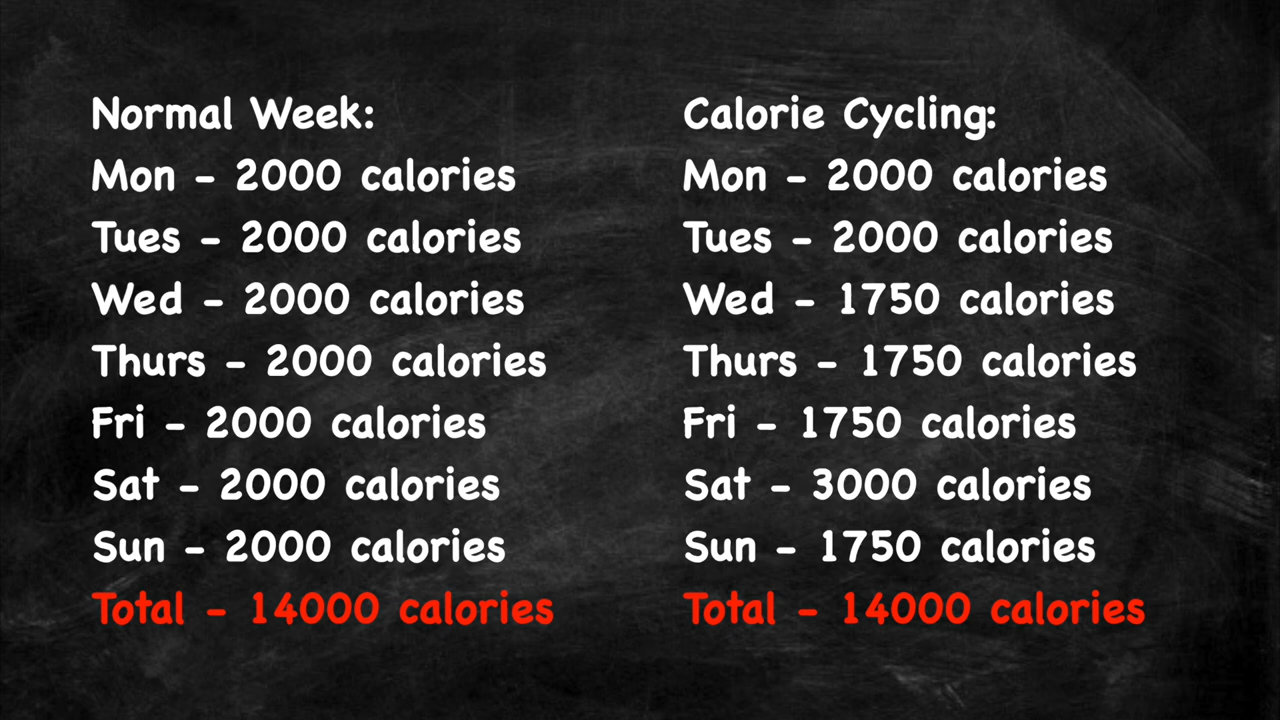 Normal Week:
Mon - 2000 calories
Tues - 2000 calories
Wed - 2000 calories
Thurs - 2000 calories
Fri - 2000 calories
Sat - 2000 calories
Sun - 2000 calories
Total - 14000 calories
Calorie Cycling:
Mon - 2000 calories
Tues - 2000 calories
Wed - 1750 calories
Thurs - 1750 calories
Fri - 1750 calories
Sat - 3000 calories
Sun - 1750 calories
Total - 14000 calories